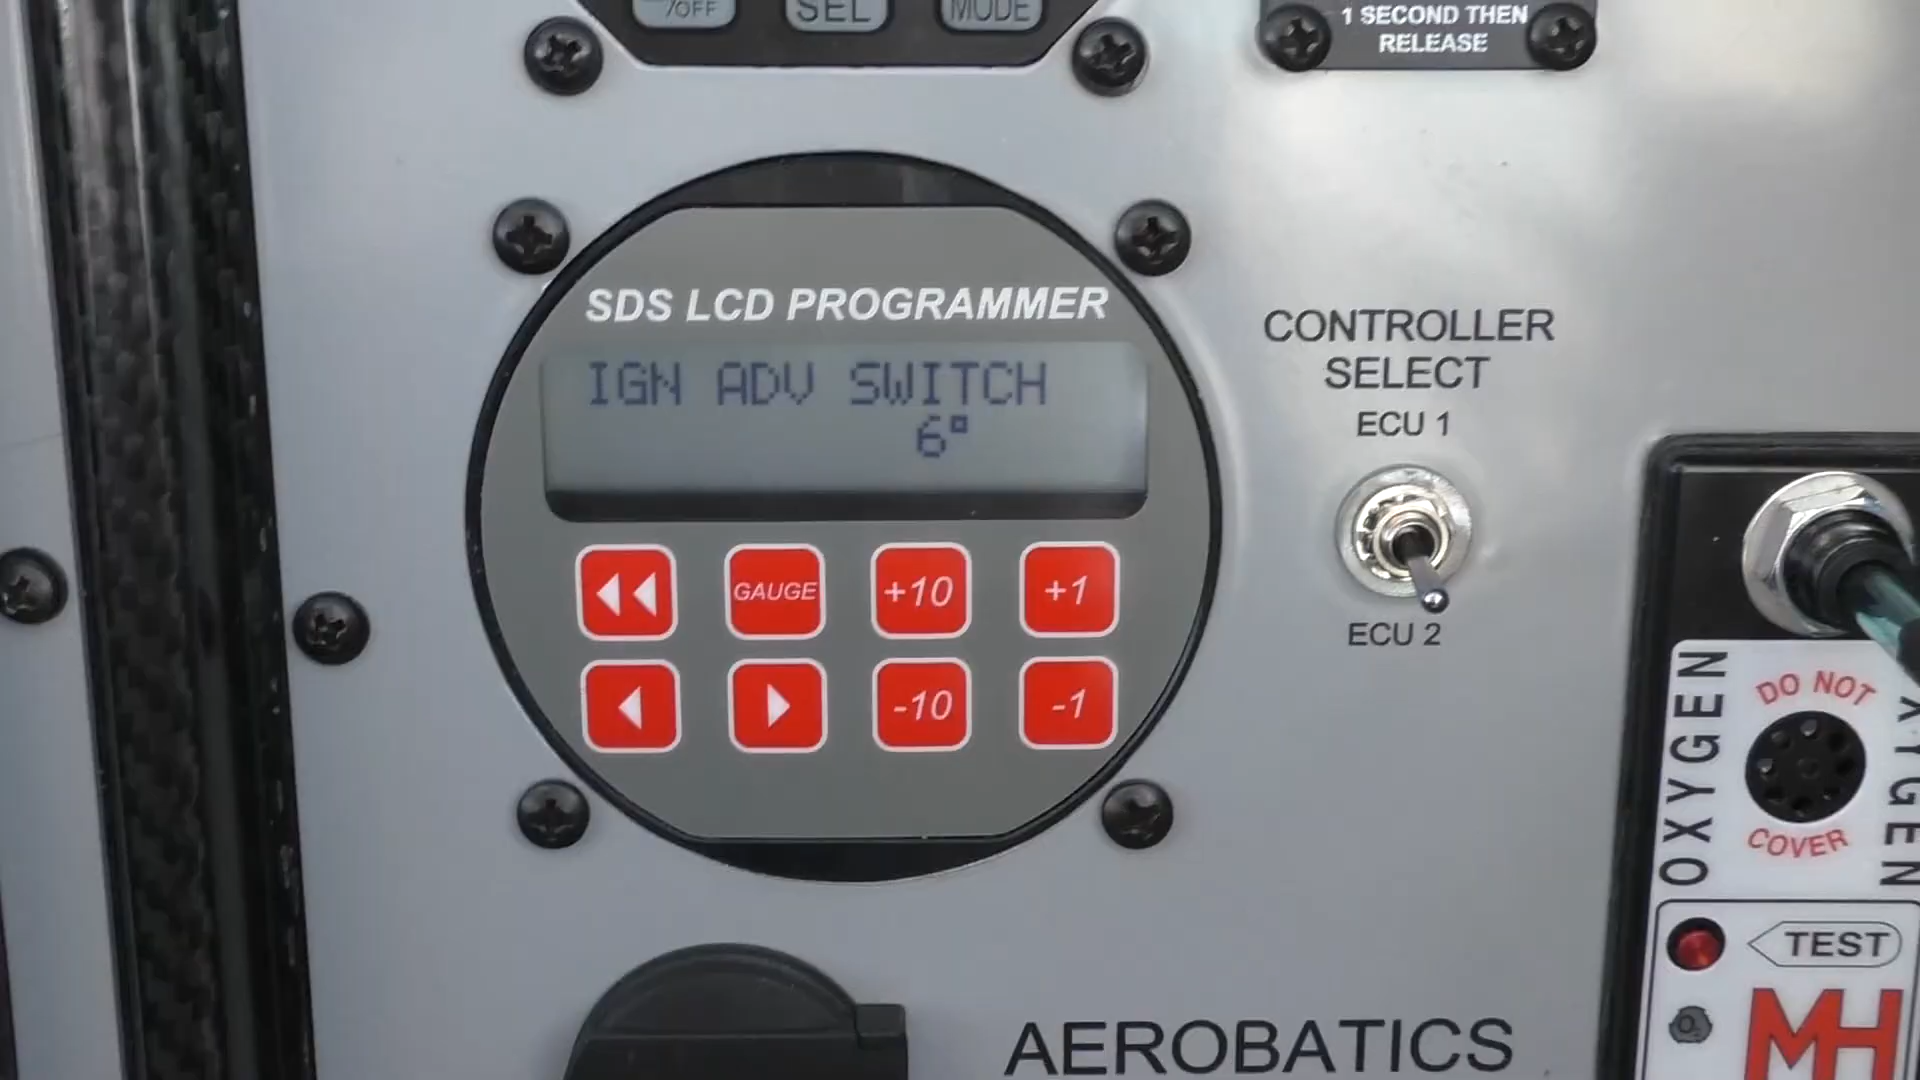 /OFF
SEL
MODE
1 SECOND THEN
RELEASE
SDS LCD PROGRAMMER
IGN ADV SWITCH
6°
GAUGE
+10
+1
-10
-1
CONTROLLER
SELECT
ECU 1
ECU 2
OXYGEN
DO NOT
COVER
XYGEN
TEST
MH
AEROBATICS